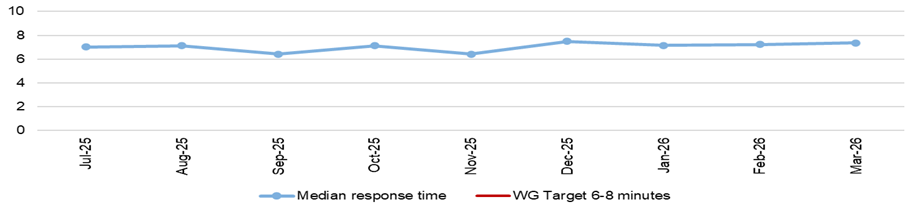 10
8
6
4
2
0
Jul-25
Aug-25
Sep-25
Oct-25
Nov-25
Dec-25
Jan-26
Feb-26
Mar-26
Median response time
WG Target 6-8 minutes